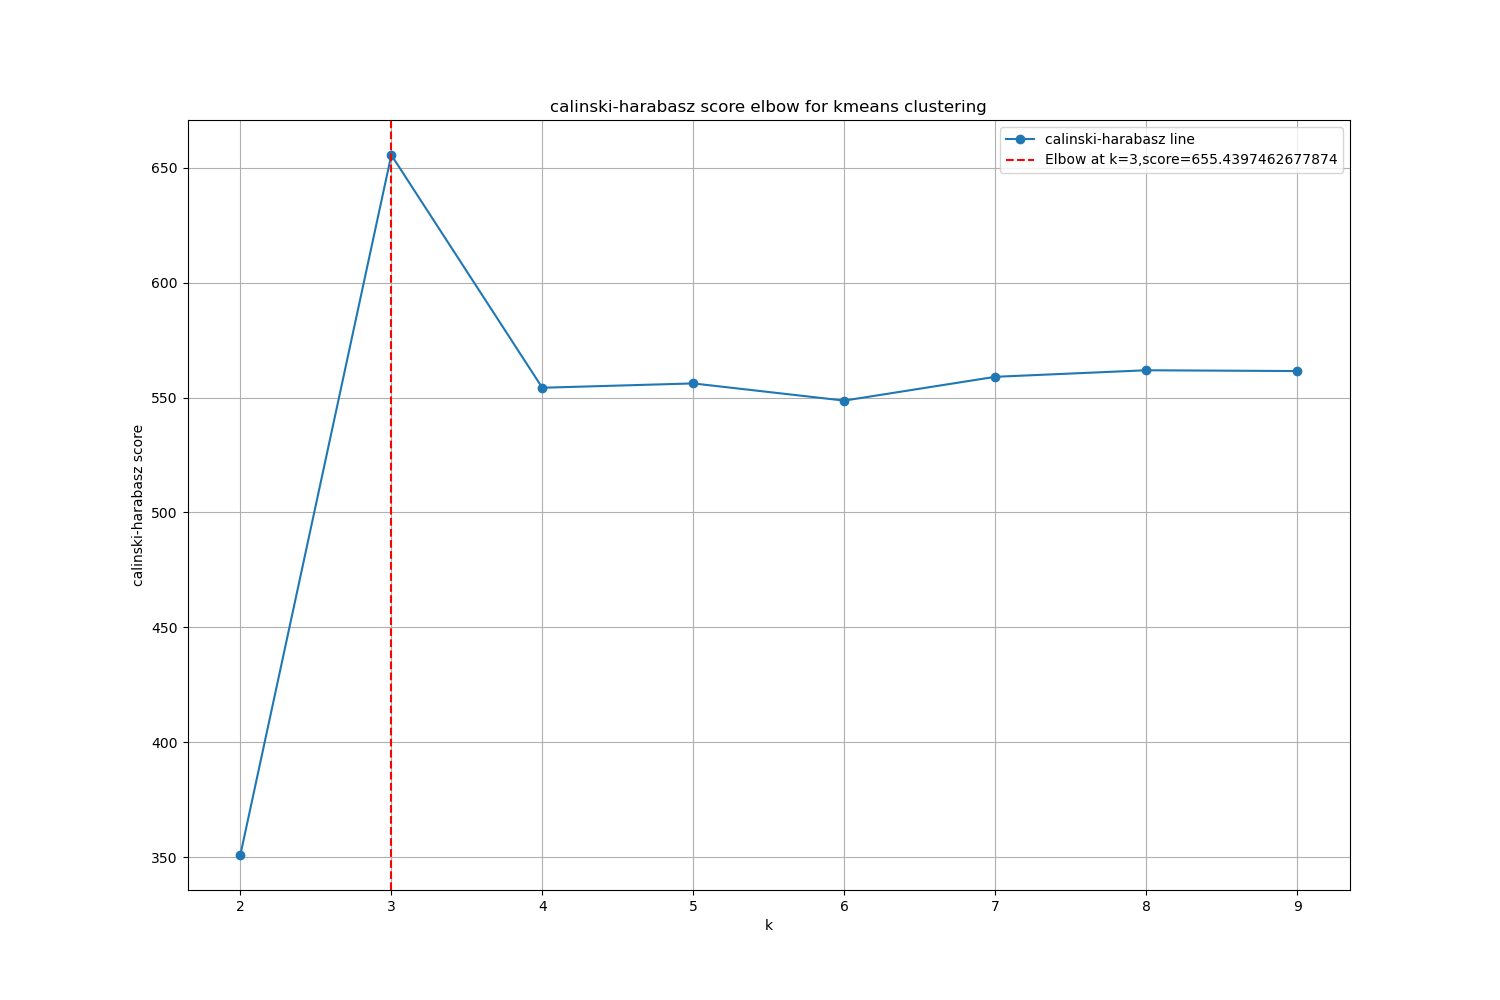 calinski-harabasz score elbow for kmeans clustering
calinski-harabasz line
Elbow at k=3,score=655.4397462677874
650
600
550
500
450
400
350
calinski-harabasz score
2 3 4 5 6 7 8 9
k